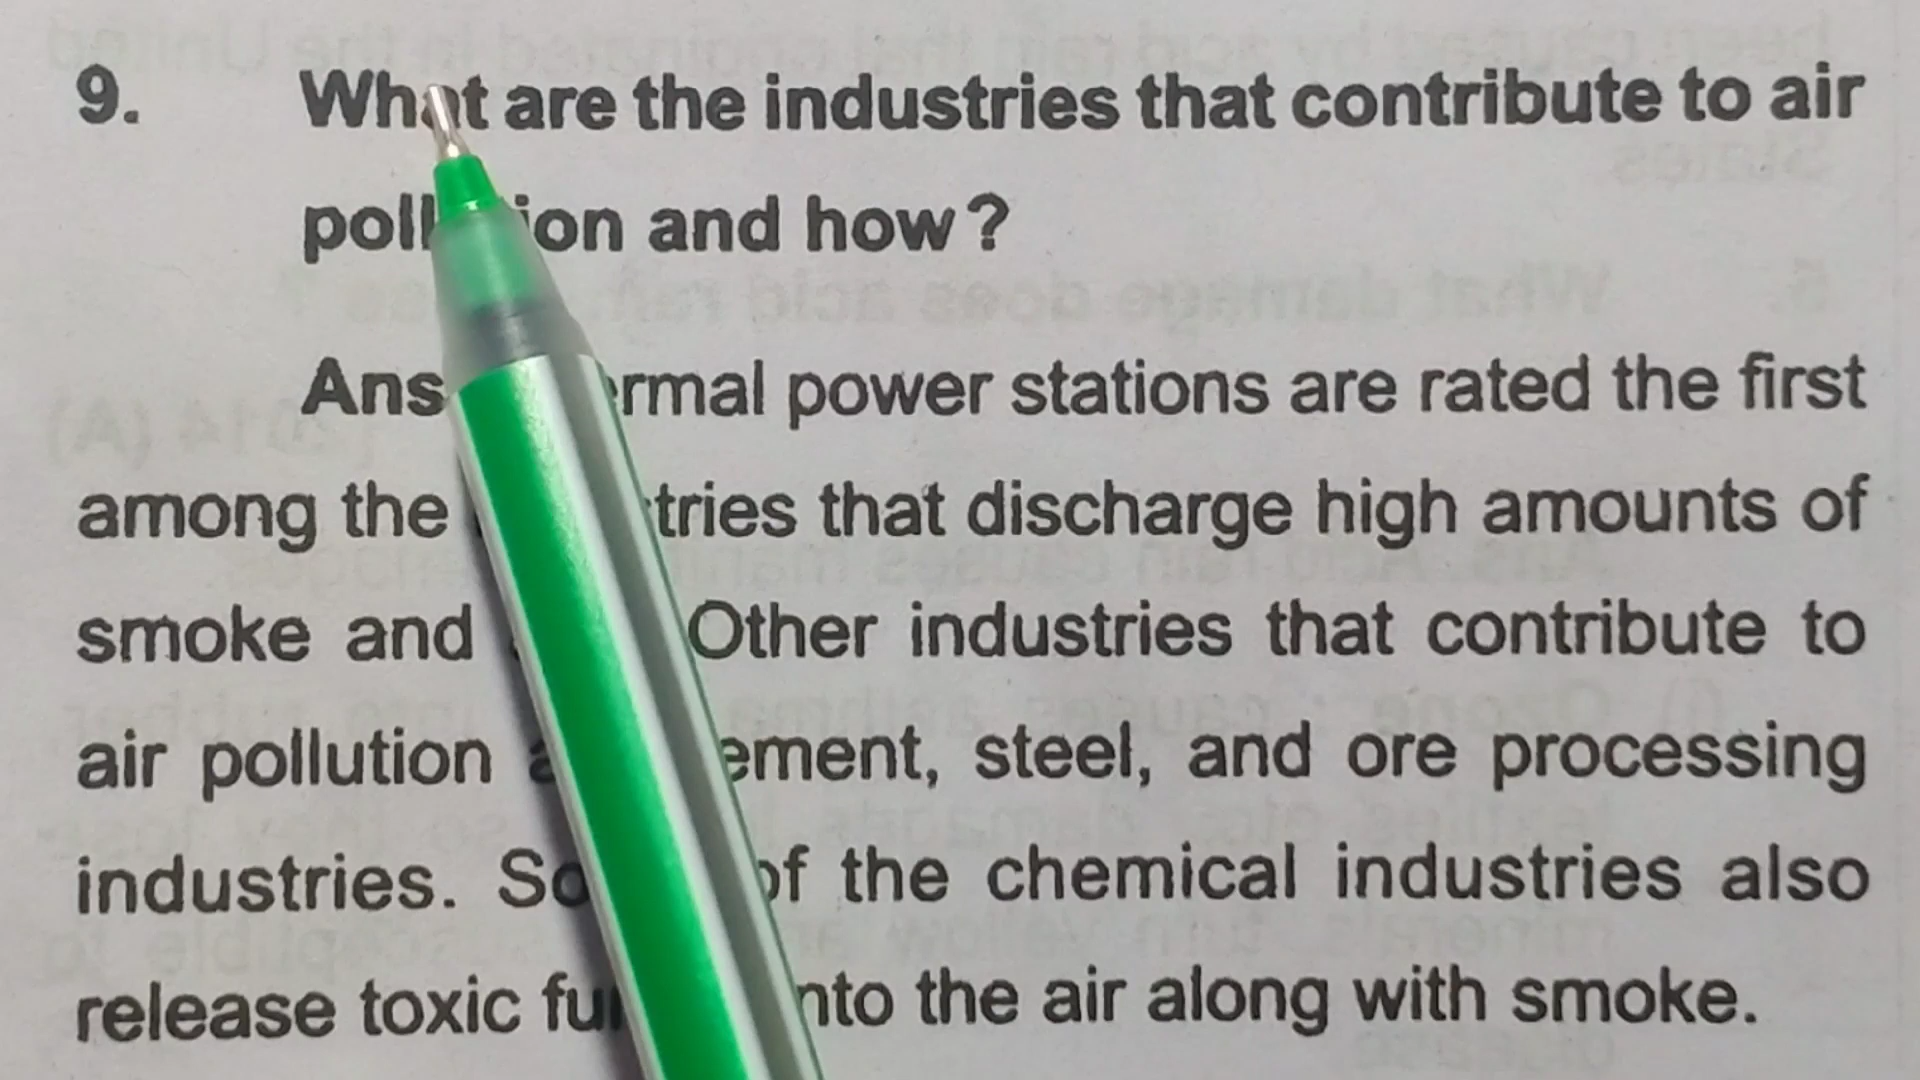 9. What are the industries that contribute to air
pollution and how?
Ans rmal power stations are rated the first
among the tries that discharge high amounts of
smoke and Other industries that contribute to
air pollution ement, steel, and ore processing
industries. So of the chemical industries also
release toxic fu nto the air along with smoke.